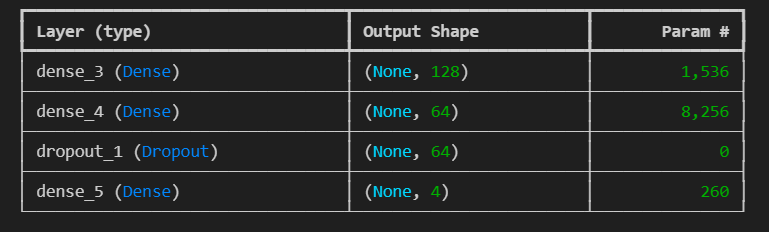 Layer (type) Output Shape Param #
dense_3 (Dense) (None, 128) 1,536
dense_4 (Dense) (None, 64) 8,256
dropout_1 (Dropout) (None, 64) 0
dense_5 (Dense) (None, 4) 260